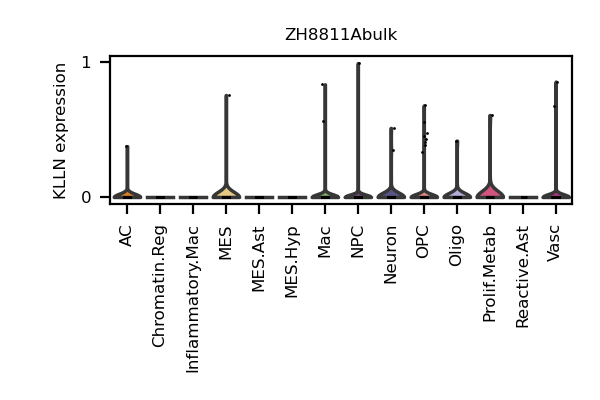 ZH8811Abulk
KLLN expression
1
0
AC
Chromatin.Reg
Inflammatory.Mac
MES
MES.Ast
MES.Hyp
Mac
NPC
Neuron
OPC
Oligo
Prolif.Metab
Reactive.Ast
Vasc